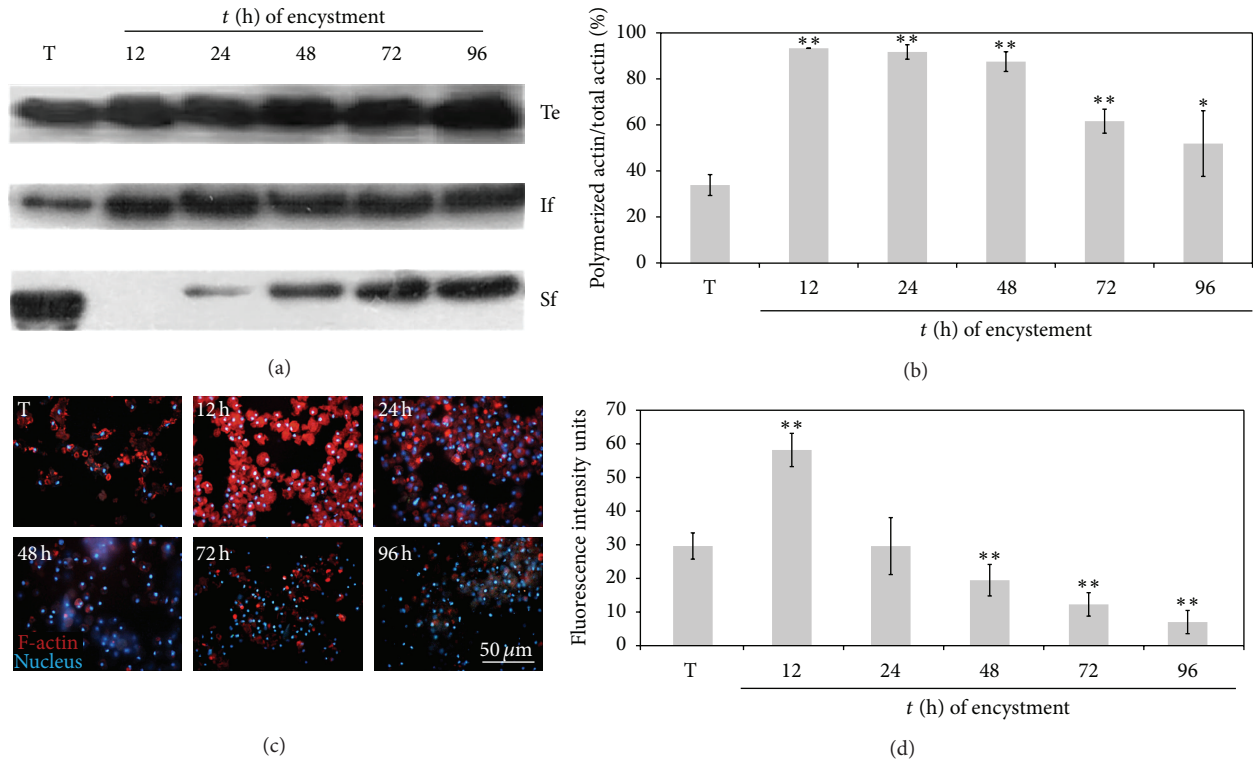 t (h) of encystment
T 12 24 48 72 96
Te
If
Sf
(a)
Polymerized actin/total actin (%)
100
80
60
40
20
0
** ** ** ** *
T 12 24 48 72 96
t (h) of encystement
(b)
T 12 h 24 h
48 h 72 h 96 h
F-actin
Nucleus
50 µm
(c)
Fluorescence intensity units
70
60
50
40
30
20
10
0
** ** ** **
T 12 24 48 72 96
t (h) of encystment
(d)